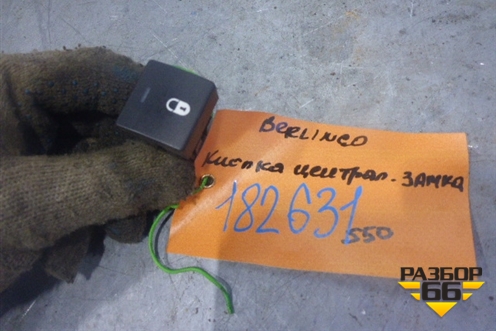 BERLINGO
Кнопка централ. замка
182631
550
РАЗБОР
66